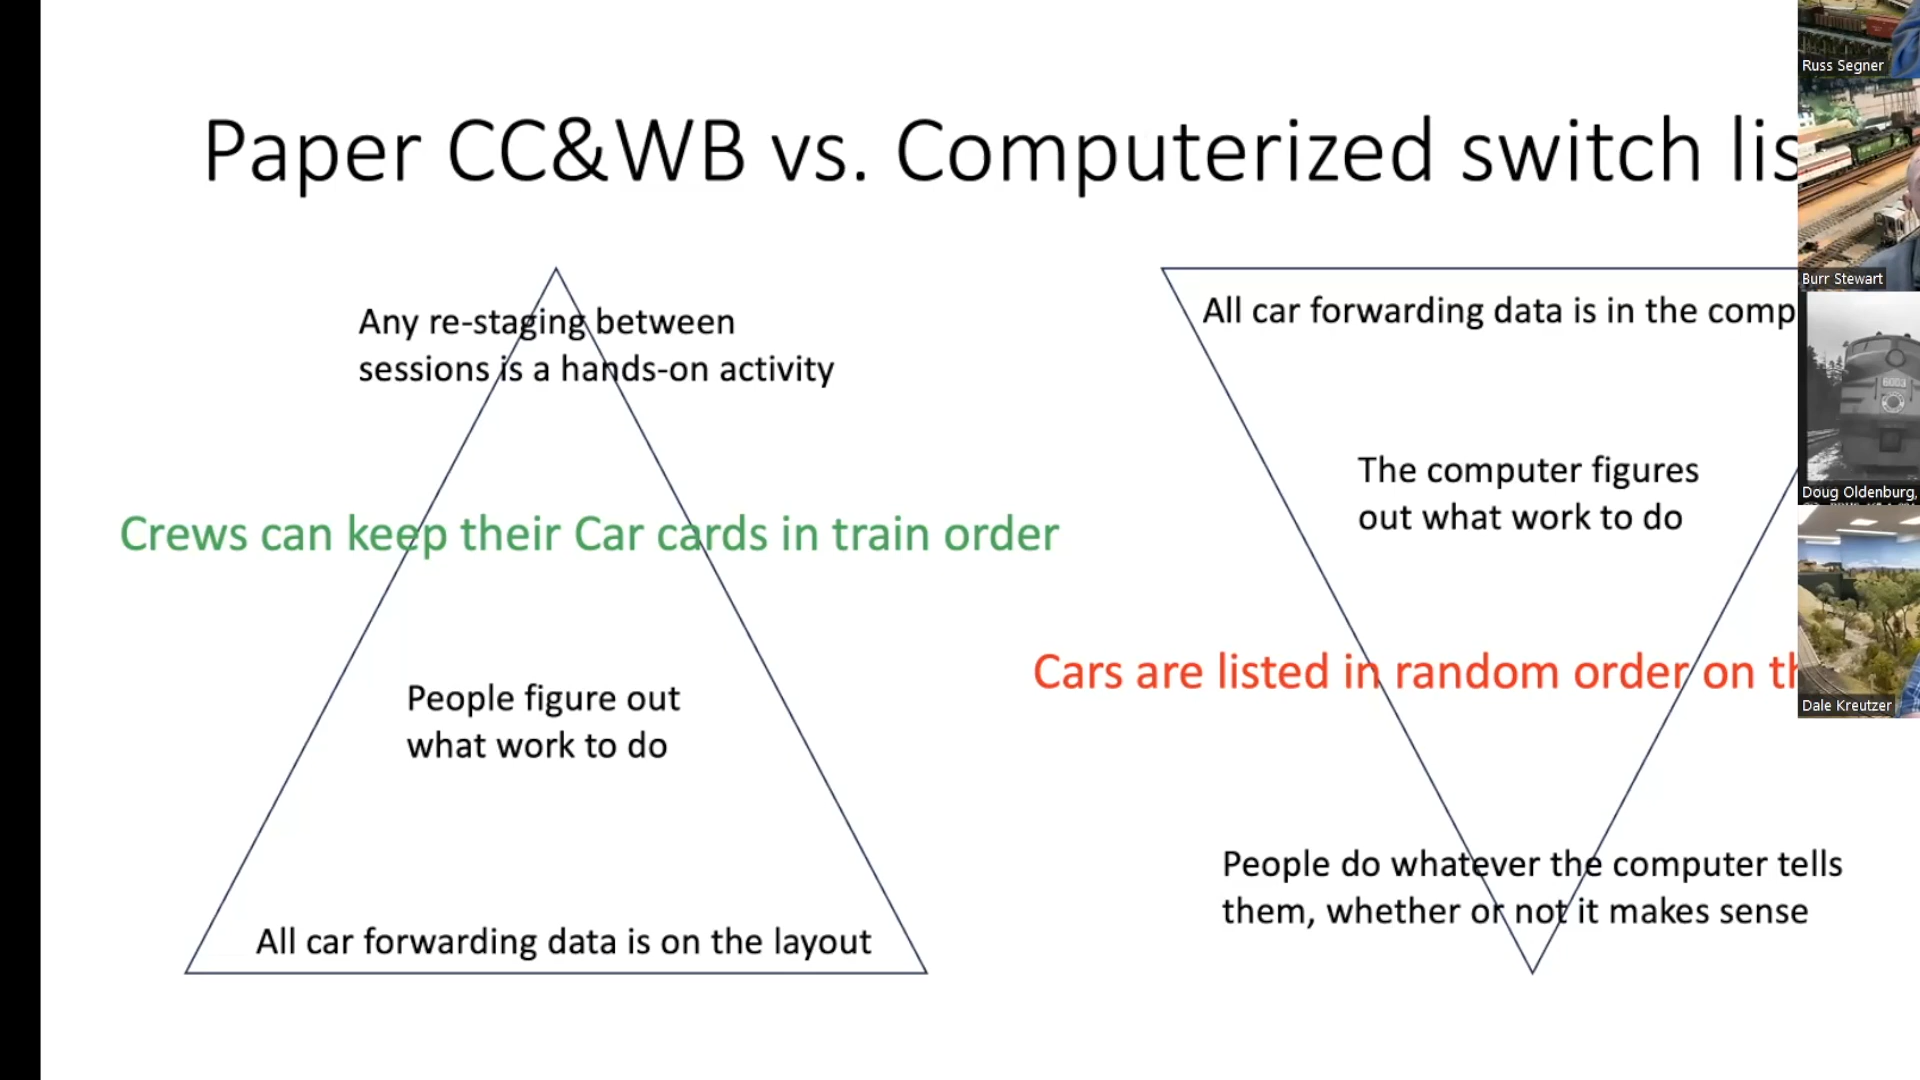 Paper CC&WB vs. Computerized switch lis
Any re-staging between
sessions is a hands-on activity
Crews can keep their Car cards in train order
People figure out
what work to do
All car forwarding data is on the layout
All car forwarding data is in the comp
The computer figures
out what work to do
Cars are listed in random order on th
People do whatever the computer tells
them, whether or not it makes sense
Russ Segner
Burr Stewart
6003
Doug Oldenburg,
Dale Kreutzer